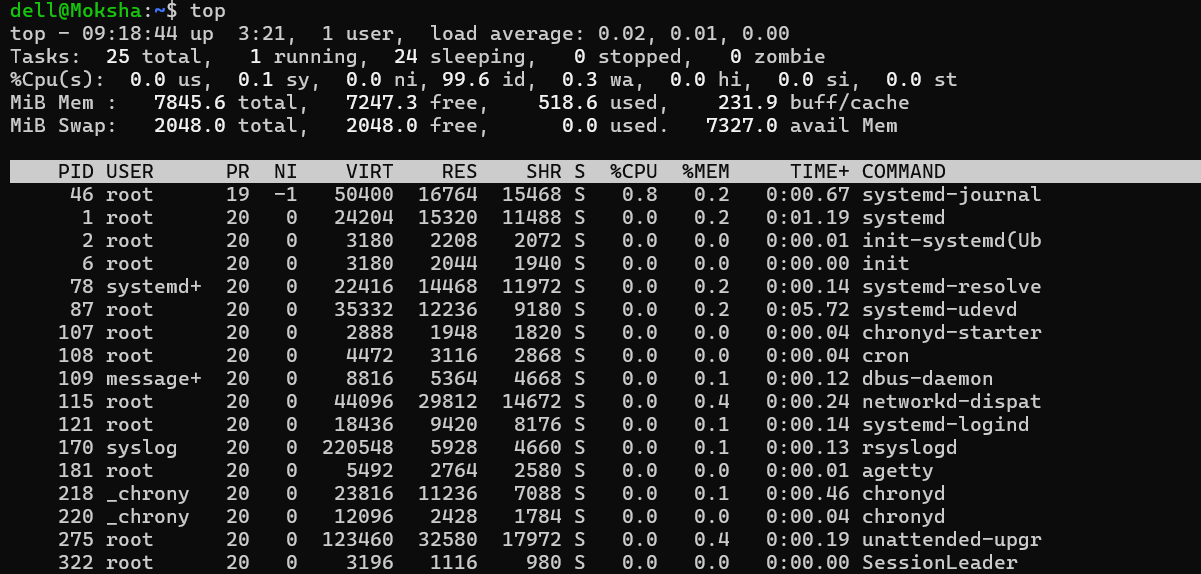 dell@Moksha:~$ top
top - 09:18:44 up  3:21,  1 user,  load average: 0.02, 0.01, 0.00
Tasks:  25 total,   1 running,  24 sleeping,   0 stopped,   0 zombie
%Cpu(s):  0.0 us,  0.1 sy,  0.0 ni, 99.6 id,  0.3 wa,  0.0 hi,  0.0 si,  0.0 st
MiB Mem :   7845.6 total,   7247.3 free,    518.6 used,    231.9 buff/cache
MiB Swap:   2048.0 total,   2048.0 free,      0.0 used.   7327.0 avail Mem
    PID USER      PR  NI    VIRT    RES    SHR S  %CPU  %MEM     TIME+ COMMAND
     46 root      19  -1   50400  16764  15468 S   0.8   0.2   0:00.67 systemd-journal
      1 root      20   0   24204  15320  11488 S   0.0   0.2   0:01.19 systemd
      2 root      20   0    3180   2208   2072 S   0.0   0.0   0:00.01 init-systemd(Ub
      6 root      20   0    3180   2044   1940 S   0.0   0.0   0:00.00 init
     78 systemd+  20   0   22416  14468  11972 S   0.0   0.2   0:00.14 systemd-resolve
     87 root      20   0   35332  12236   9180 S   0.0   0.2   0:05.72 systemd-udevd
    107 root      20   0    2888   1948   1820 S   0.0   0.0   0:00.04 chronyd-starter
    108 root      20   0    4472   3116   2868 S   0.0   0.0   0:00.04 cron
    109 message+  20   0    8816   5364   4668 S   0.0   0.1   0:00.12 dbus-daemon
    115 root      20   0   44096  29812  14672 S   0.0   0.4   0:00.24 networkd-dispat
    121 root      20   0   18436   9420   8176 S   0.0   0.1   0:00.14 systemd-logind
    170 syslog    20   0  220548   5928   4660 S   0.0   0.1   0:00.13 rsyslogd
    181 root      20   0    5492   2764   2580 S   0.0   0.0   0:00.01 agetty
    218 _chrony   20   0   23816  11236   7088 S   0.0   0.1   0:00.46 chronyd
    220 _chrony   20   0   12096   2428   1784 S   0.0   0.0   0:00.04 chronyd
    275 root      20   0  123460  32580  17972 S   0.0   0.4   0:00.19 unattended-upgr
    322 root      20   0    3196   1116    980 S   0.0   0.0   0:00.00 SessionLeader